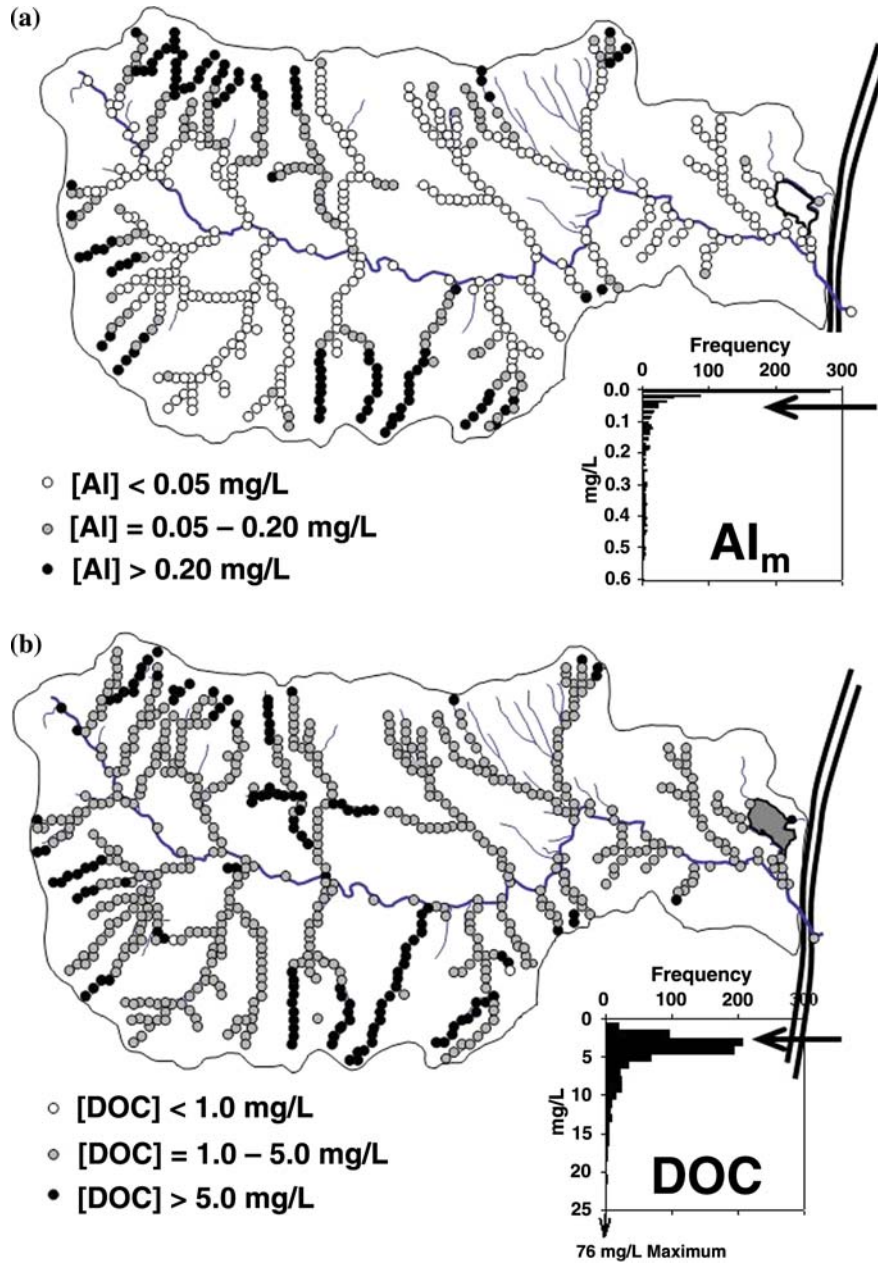 (a)
Frequency
0 100 200 300
0.0
0.1
0.2
0.3
0.4
0.5
0.6
mg/L
Alm
[Al] < 0.05 mg/L
[Al] = 0.05 – 0.20 mg/L
[Al] > 0.20 mg/L
(b)
Frequency
0 100 200 300
0
5
10
15
20
25
mg/L
DOC
76 mg/L Maximum
[DOC] < 1.0 mg/L
[DOC] = 1.0 – 5.0 mg/L
[DOC] > 5.0 mg/L